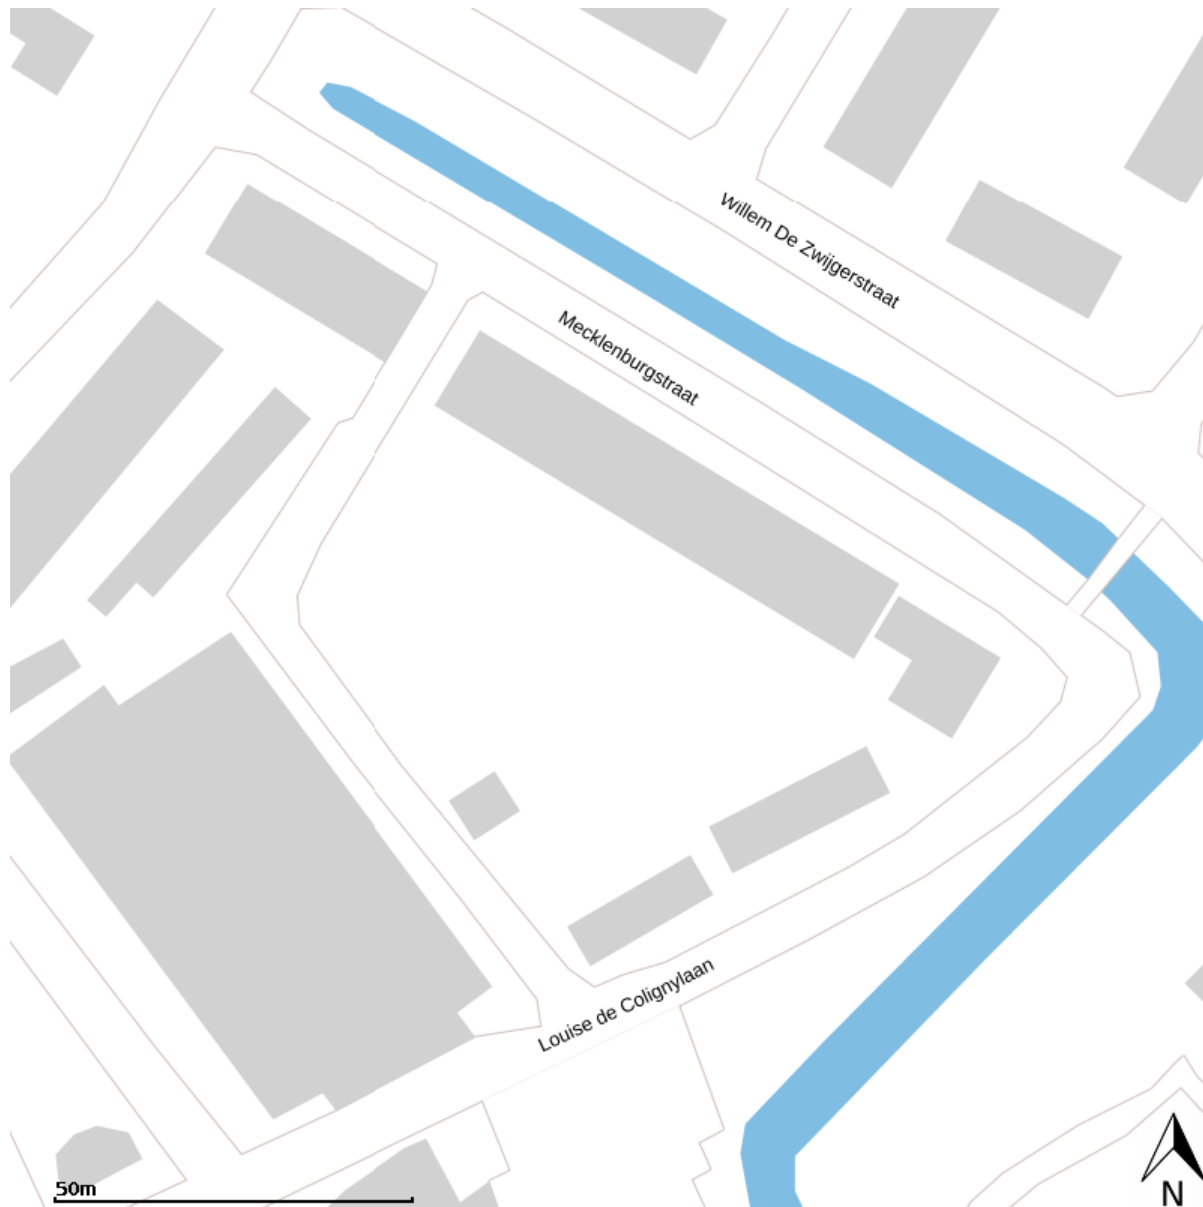 Willem De Zwijgerstraat
Mecklenburgstraat
Louise de Colignylaan
50m
N